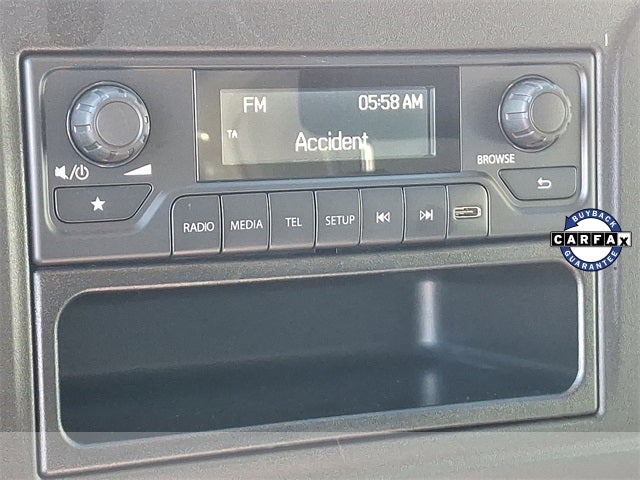 FM 05:58 AM
TA
Accident
BROWSE
RADIO MEDIA TEL SETUP
BUYBACK
CARFAX
GUARANTEE